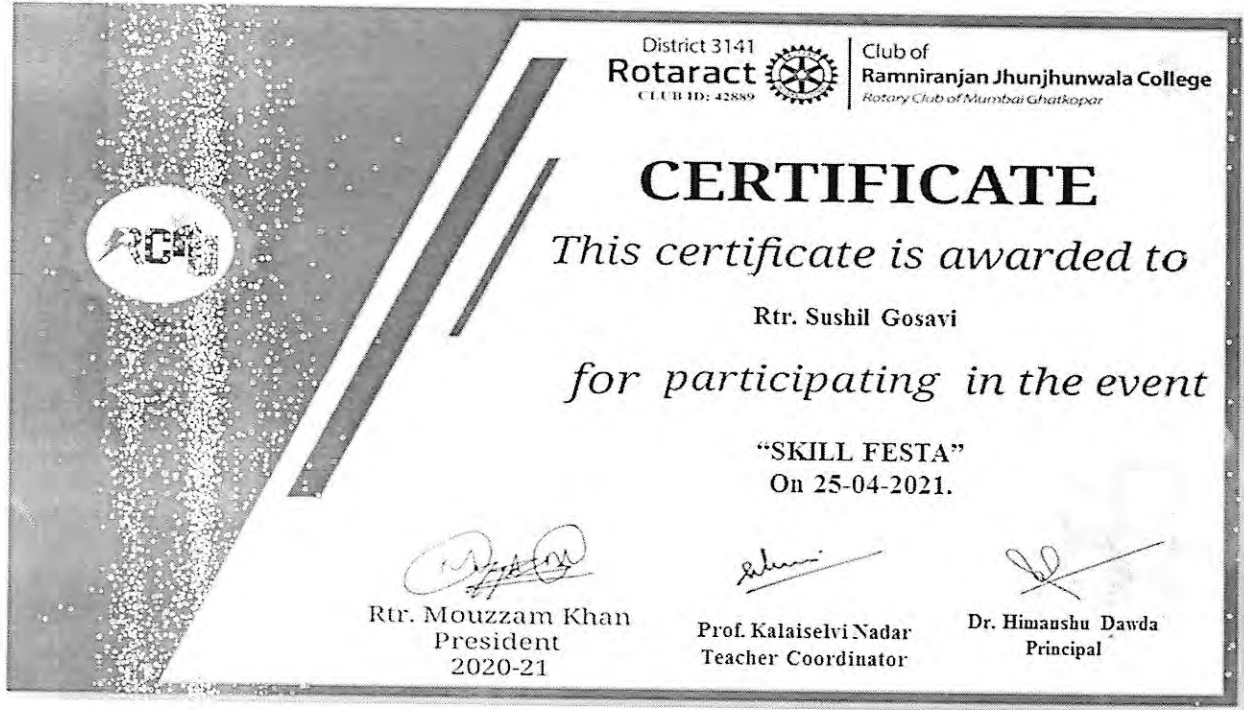 District 3141
Rotaract
CLUB ID: 42889
Club of
Ramniranjan Jhunjhunwala College
Rotary Club of Mumbai Ghatkopar
CERTIFICATE
This certificate is awarded to
Rtr. Sushil Gosavi
for participating in the event
“SKILL FESTA”
On 25-04-2021.
Rtr. Mouzzam Khan
President
2020-21
Prof. Kalaiselvi Nadar
Teacher Coordinator
Dr. Himanshu Dawda
Principal